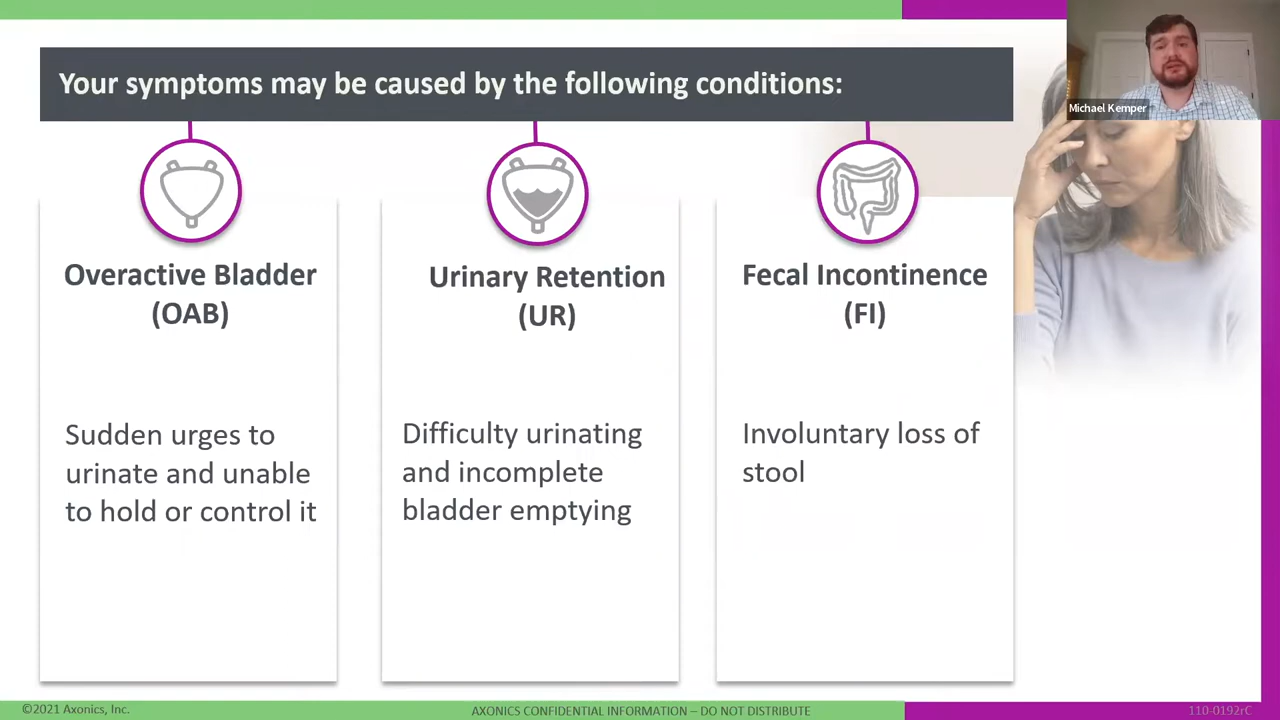 Your symptoms may be caused by the following conditions:
Michael Kemper
Overactive Bladder
(OAB)
Sudden urges to
urinate and unable
to hold or control it
Urinary Retention
(UR)
Difficulty urinating
and incomplete
bladder emptying
Fecal Incontinence
(FI)
Involuntary loss of
stool
©2021 Axonics, Inc.
AXONICS CONFIDENTIAL INFORMATION – DO NOT DISTRIBUTE
110-0192rC